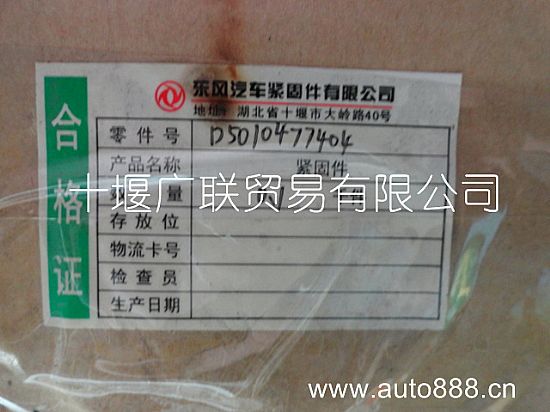 东风汽车紧固件有限公司
地址：湖北省十堰市大岭路40号
合格证
零件号 D5010477404
产品名称 紧固件
十堰广联贸易有限公司
量 件
存放位
物流卡号
检查员
生产日期
www.auto888.cn